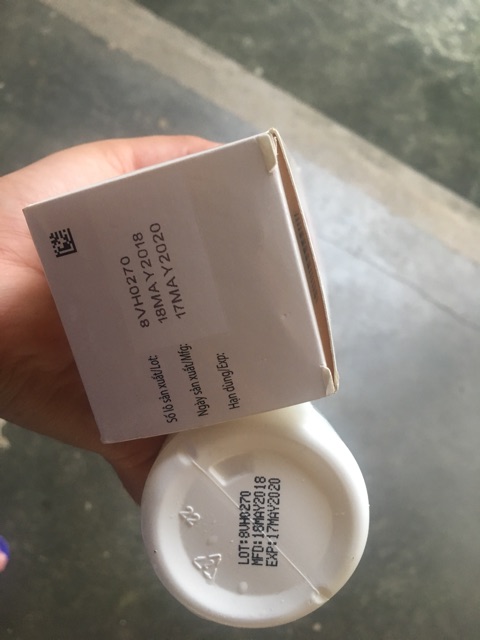 Số lô sản xuất/Lot: 8VH0270
Ngày sản xuất/Mfg: 18MAY2018
Hạn dùng/Exp: 17MAY2020
LOT:8VH0270
MFD:18MAY2018
EXP:17MAY2020
22